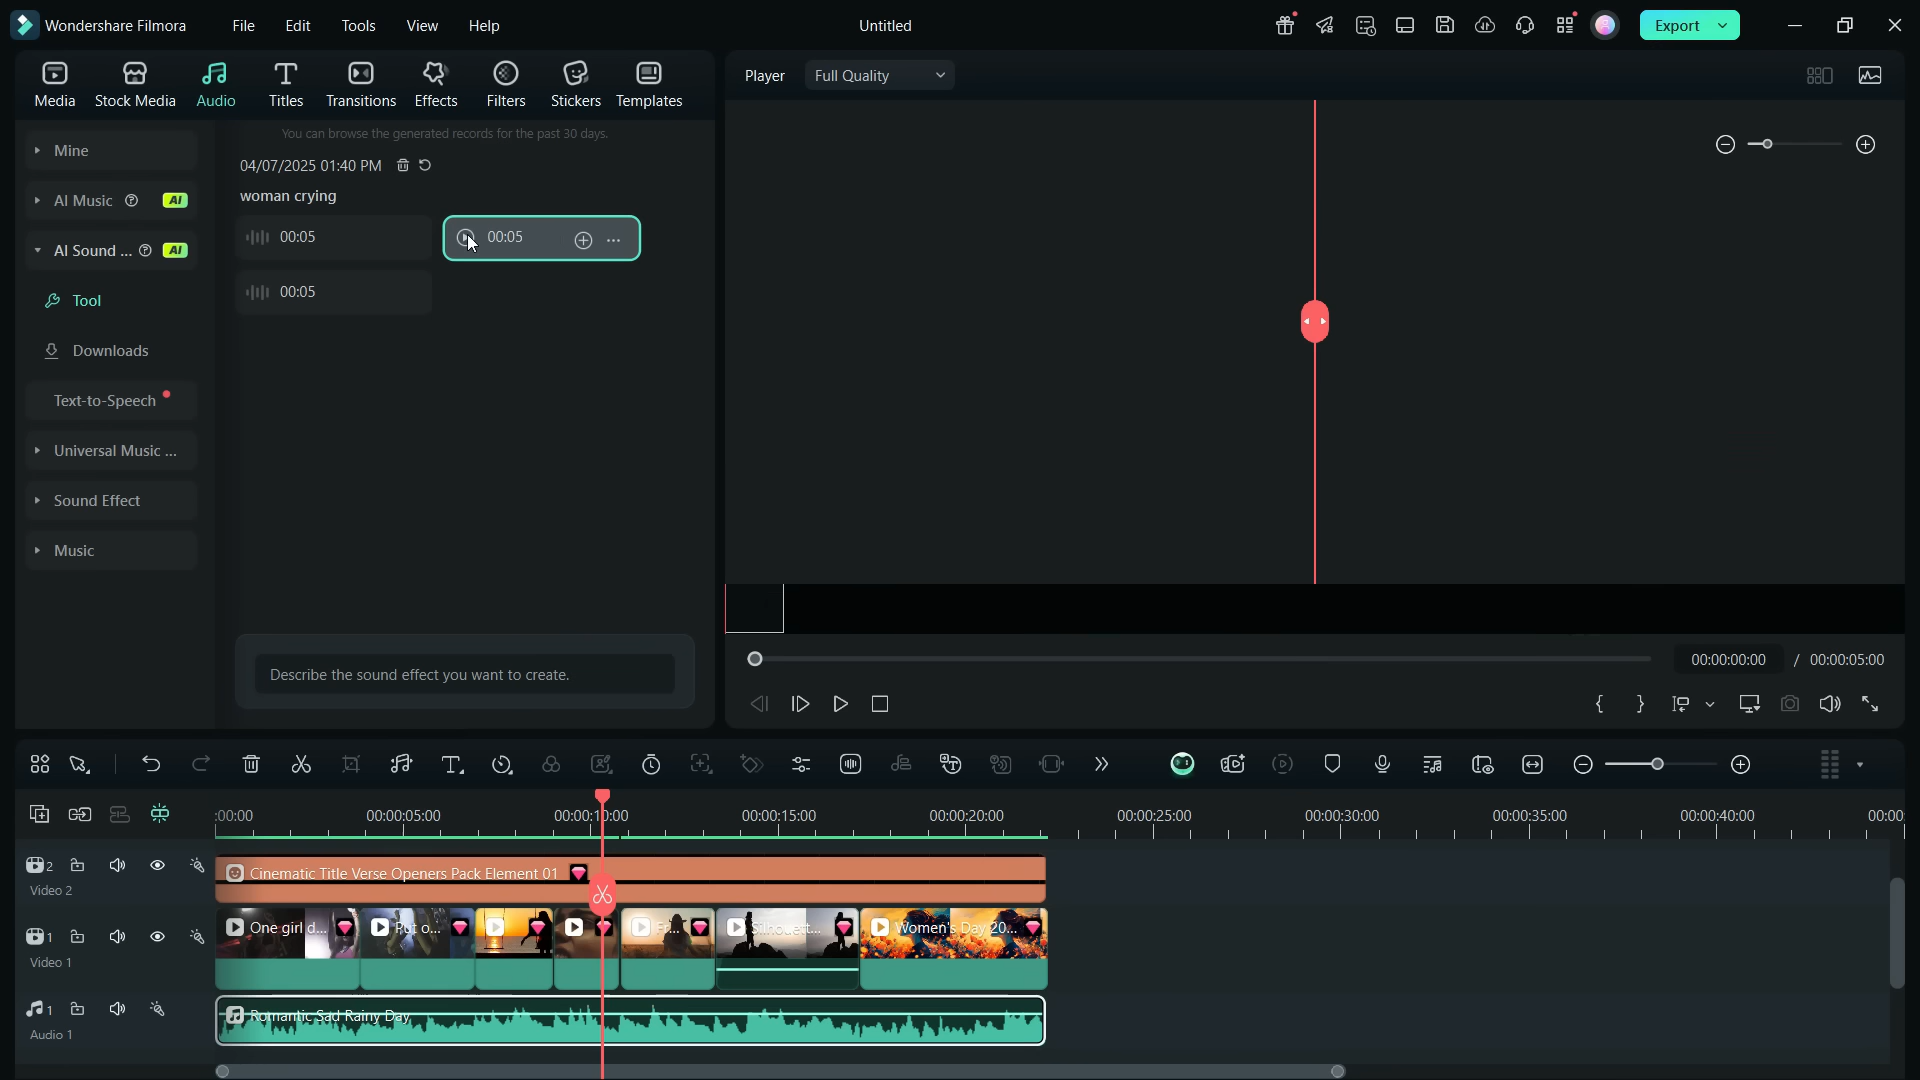 Wondershare Filmora
File
Edit
Tools
View
Help
Untitled
Export
Media
Stock Media
Audio
Titles
Transitions
Effects
Filters
Stickers
Templates
Player
Full Quality
Mine
AI Music
AI
AI Sound ...
AI
Tool
Downloads
Text-to-Speech
Universal Music ...
Sound Effect
Music
You can browse the generated records for the past 30 days.
04/07/2025 01:40 PM
woman crying
00:05
00:05
00:05
Describe the sound effect you want to create.
00:00:00:00 / 00:00:05:00
:00:00
00:00:05:00
00:00:10:00
00:00:15:00
00:00:20:00
00:00:25:00
00:00:30:00
00:00:35:00
00:00:40:00
00:00
2
Video 2
Cinematic Title Verse Openers Pack Element 01
1
Video 1
One girl d...
Put o...
Fr...
Silhouett...
Women's Day 20...
1
Audio 1
Romantic Sad Rainy Day